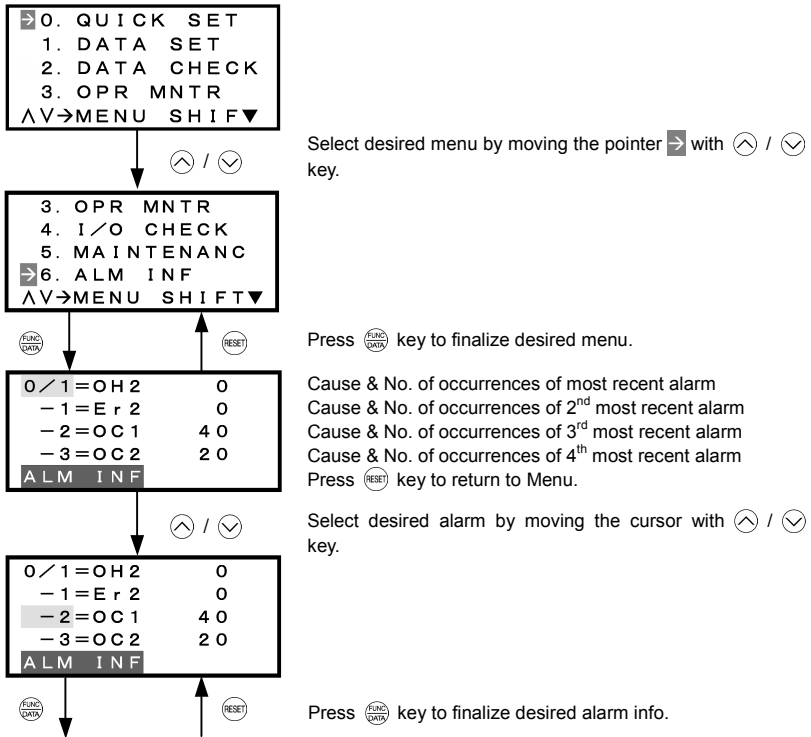 →0. QUICK SET
1. DATA SET
2. DATA CHECK
3. OPR MNTR
∧∨→MENU SHIF▼
∧ / ∨
Select desired menu by moving the pointer → with ∧ / ∨
key.
3. OPR MNTR
4. I/O CHECK
5. MAINTENANC
→6. ALM INF
∧∨→MENU SHIFT▼
FUNC
DATA
RESET
Press FUNC DATA key to finalize desired menu.
0/1=OH2 0
-1=Er2 0
-2=OC1 40
-3=OC2 20
ALM INF
Cause & No. of occurrences of most recent alarm
Cause & No. of occurrences of 2nd most recent alarm
Cause & No. of occurrences of 3rd most recent alarm
Cause & No. of occurrences of 4th most recent alarm
Press RESET key to return to Menu.
∧ / ∨
Select desired alarm by moving the cursor with ∧ / ∨
key.
0/1=OH2 0
-1=Er2 0
-2=OC1 40
-3=OC2 20
ALM INF
FUNC
DATA
RESET
Press FUNC DATA key to finalize desired alarm info.